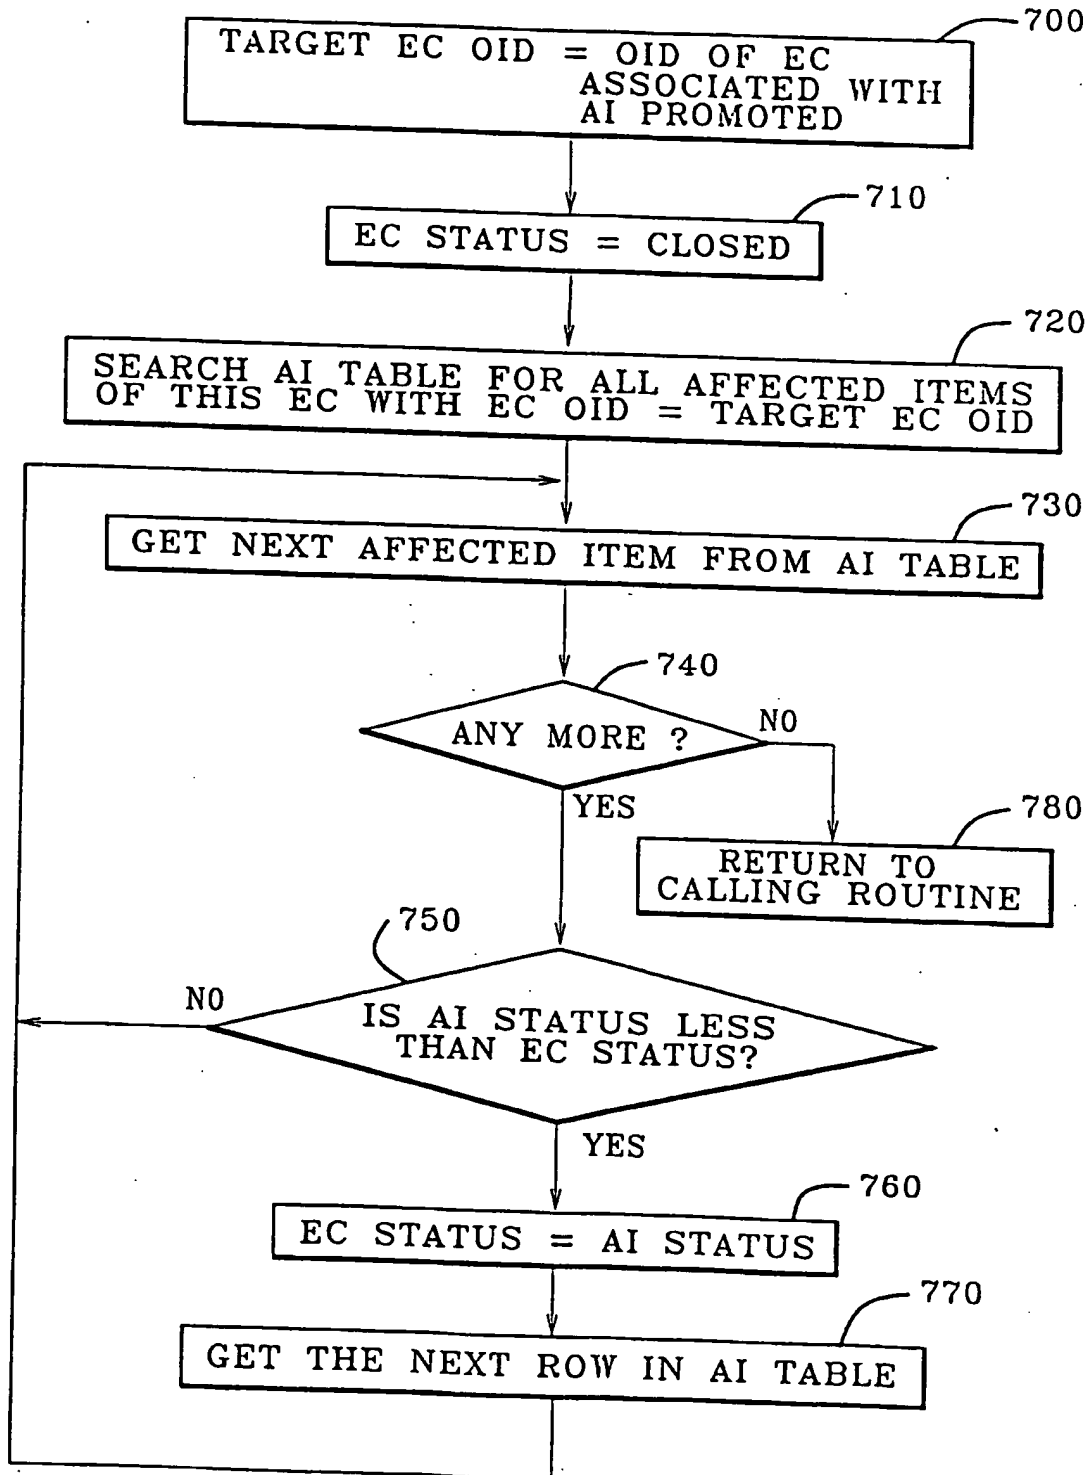 700
TARGET EC OID = OID OF EC
ASSOCIATED WITH
AI PROMOTED
710
EC STATUS = CLOSED
720
SEARCH AI TABLE FOR ALL AFFECTED ITEMS
OF THIS EC WITH EC OID = TARGET EC OID
730
GET NEXT AFFECTED ITEM FROM AI TABLE
740
ANY MORE ?
NO
YES
780
RETURN TO
CALLING ROUTINE
750
NO
IS AI STATUS LESS
THAN EC STATUS?
YES
760
EC STATUS = AI STATUS
770
GET THE NEXT ROW IN AI TABLE